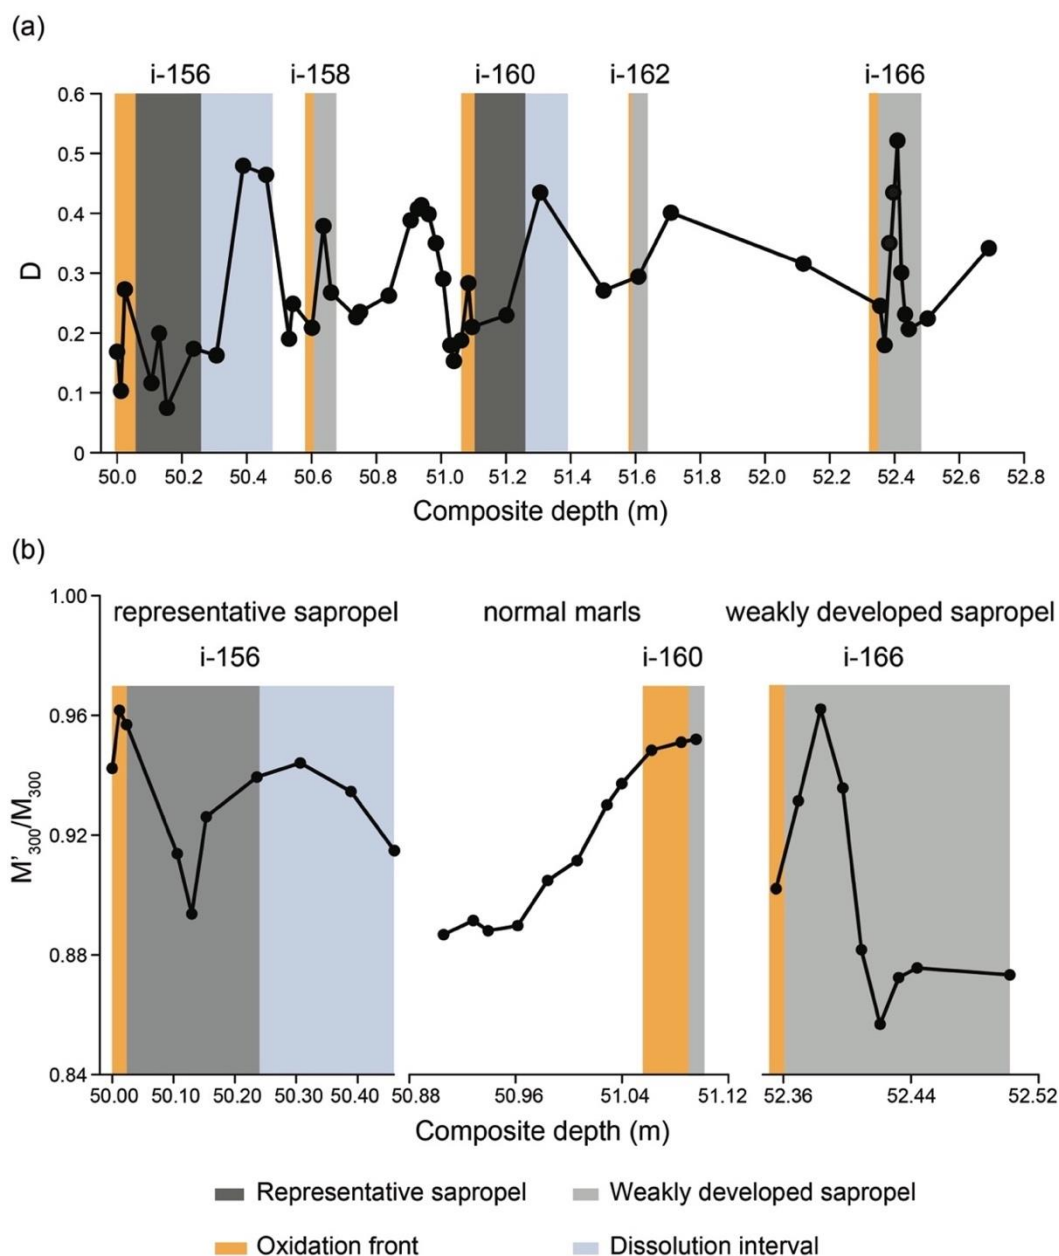 (a)
i-156 i-158 i-160 i-162 i-166
0.6
0.5
0.4
0.3
0.2
0.1
0
D
50.0 50.2 50.4 50.6 50.8 51.0 51.2 51.4 51.6 51.8 52.0 52.2 52.4 52.6 52.8
Composite depth (m)
(b)
representative sapropel normal marls weakly developed sapropel
i-156 i-160 i-166
1.00
0.96
0.92
0.88
0.84
M'300/M300
50.00 50.10 50.20 50.30 50.40 50.88 50.96 51.04 51.12 52.36 52.44 52.52
Composite depth (m)
Representative sapropel Weakly developed sapropel
Oxidation front Dissolution interval